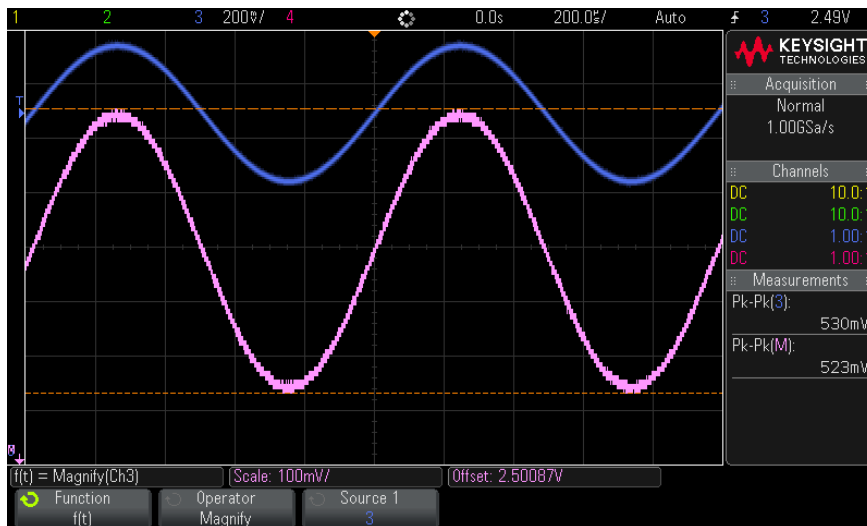 1 2 3 200mV/ 4 0.0s 200.0µs/ Auto 3 2.49V
KEYSIGHT
TECHNOLOGIES
Acquisition
Normal
1.00GSa/s
Channels
DC 10.0:
DC 10.0:
DC 1.00:
DC 1.00:
Measurements
Pk-Pk(3):
530mV
Pk-Pk(M):
523mV
T
M
f(t) = Magnify(Ch3) Scale: 100mV/ Offset: 2.50087V
Function Operator Source 1
f(t) Magnify 3